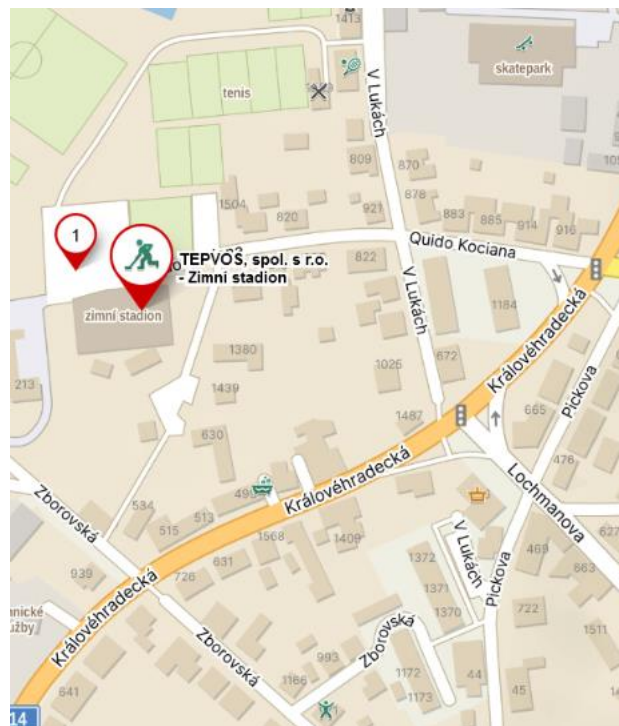 1413
skatepark
tenis
V Lukách
809
870
878
1504
820
921
883
885
914
916
1
Quido Kociana
TEPVOS, spol. s r.o.
- Zimní stadion
822
V Lukách
1184
zimní stadion
Královéhradecká
213
1380
1025
672
1439
Pickova
1487
665
630
476
Lochmanova
499
Královéhradecká
Zborovská
534
513
515
1568
1409
V Lukách
627
469
1372
663
631
939
726
1371
Pickova
1370
722
Královéhradecká
Zborovská
Zborovská
1511
993
641
1166
1172
44
45
1173
14